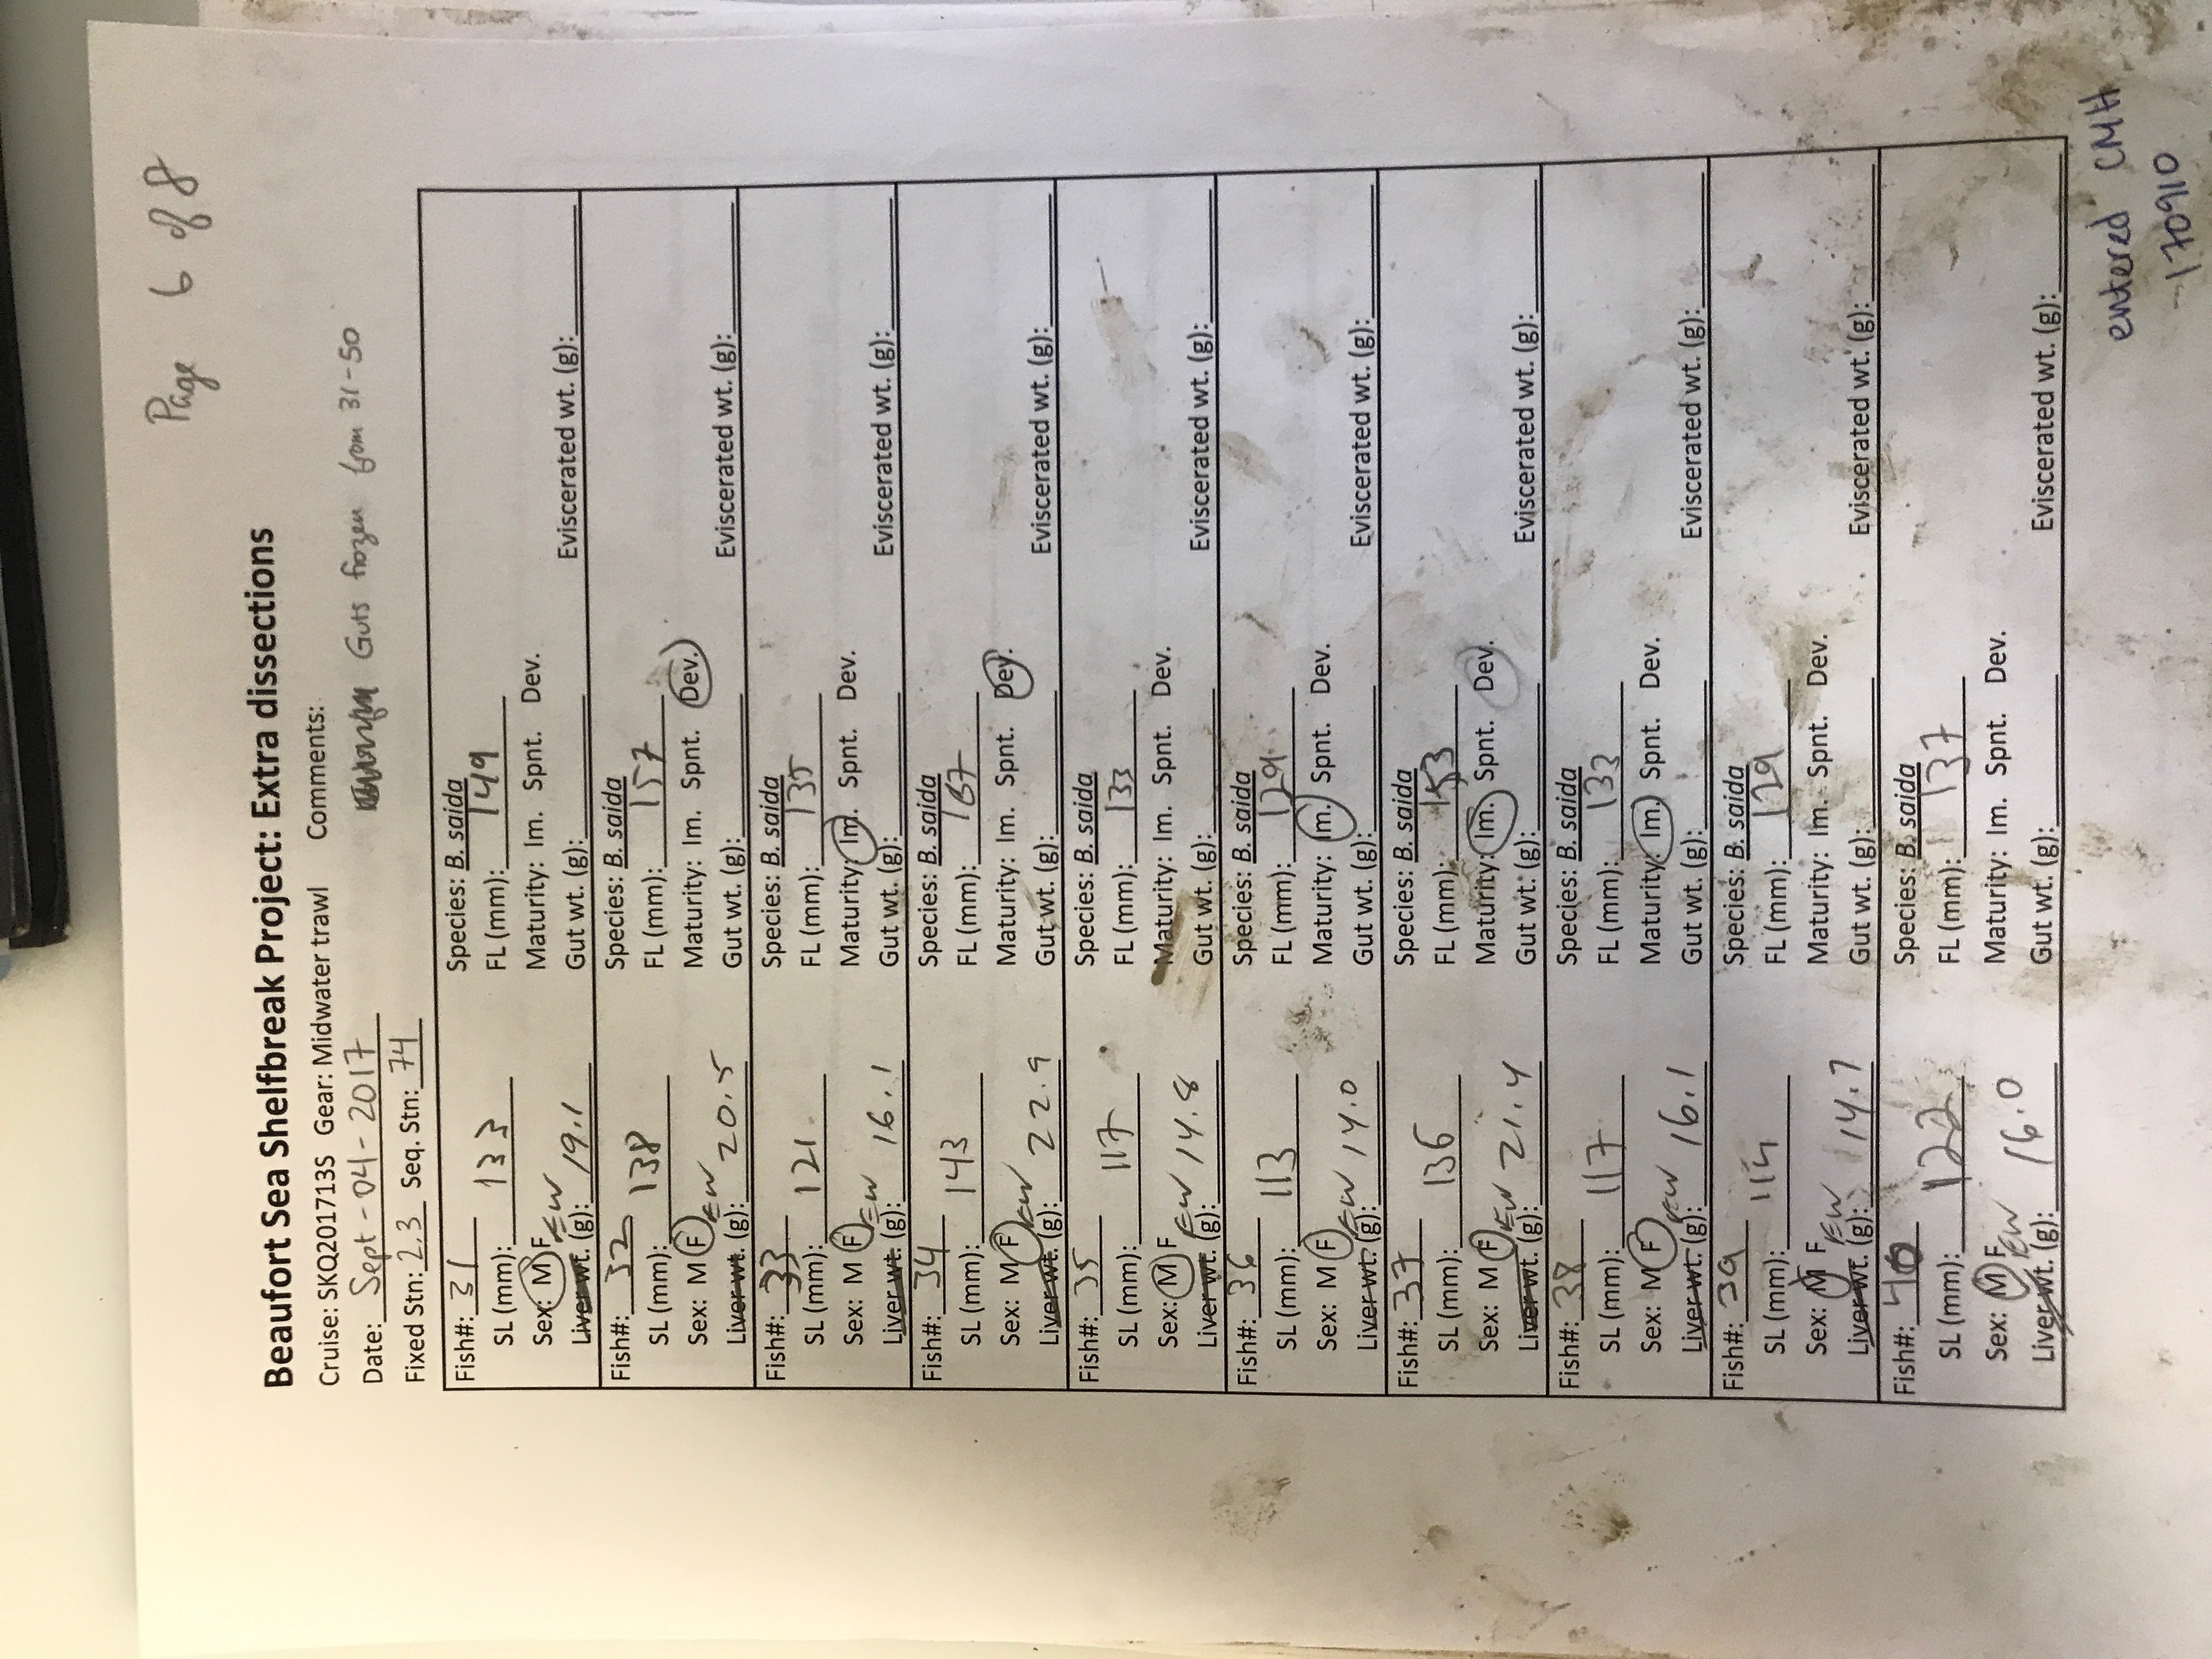 Page 6 of 8
Beaufort Sea Shelfbreak Project: Extra dissections
Cruise: SKQ201713S Gear: Midwater trawl Comments:
Date: Sept-04-2017 Guts frozen from 31-50
Fixed Stn: 2.3 Seq. Stn: 74
Fish#: 31 Species: B. saida
SL (mm): 133 FL (mm): 149
Sex: M F Maturity: Im. Spnt. Dev.
Liver wt. (g): EW 19.1 Gut wt. (g): Eviscerated wt. (g):
Fish#: 32 Species: B. saida
SL (mm): 138 FL (mm): 157
Sex: M F Maturity: Im. Spnt. Dev.
Liver wt. (g): EW 20.5 Gut wt. (g): Eviscerated wt. (g):
Fish#: 33 Species: B. saida
SL (mm): 121 FL (mm): 135
Sex: M F Maturity: Im. Spnt. Dev.
Liver wt. (g): EW 16.1 Gut wt. (g): Eviscerated wt. (g):
Fish#: 34 Species: B. saida
SL (mm): 143 FL (mm):
Sex: M F Maturity: Im. Spnt. Dev.
Liver wt. (g): EW 22.9 Gut wt. (g): Eviscerated wt. (g):
Fish#: 35 Species: B. saida
SL (mm): 117 FL (mm): 133
Sex: M F Maturity: Im. Spnt. Dev.
Liver wt. (g): EW 14.8 Gut wt. (g): Eviscerated wt. (g):
Fish#: 36 Species: B. saida
SL (mm): 113 FL (mm): 129
Sex: M F Maturity: Im. Spnt. Dev.
Liver wt. (g): EW 14.0 Gut wt. (g): Eviscerated wt. (g):
Fish#: 37 Species: B. saida
SL (mm): 136 FL (mm): 153
Sex: M F Maturity: Im. Spnt. Dev.
Liver wt. (g): EW 21.4 Gut wt. (g): Eviscerated wt. (g):
Fish#: 38 Species: B. saida
SL (mm): 117 FL (mm): 133
Sex: M F Maturity: Im. Spnt. Dev.
Liver wt. (g): EW 16.1 Gut wt. (g): Eviscerated wt. (g):
Fish#: 39 Species: B. saida
SL (mm): 114 FL (mm): 129
Sex: M F Maturity: Im. Spnt. Dev.
Liver wt. (g): EW 14.7 Gut wt. (g): Eviscerated wt. (g):
Fish#: 40 Species: B. saida
SL (mm): 122 FL (mm): 137
Sex: M F Maturity: Im. Spnt. Dev.
Liver wt. (g): EW 16.0 Gut wt. (g): Eviscerated wt. (g):
entered CMH
170910